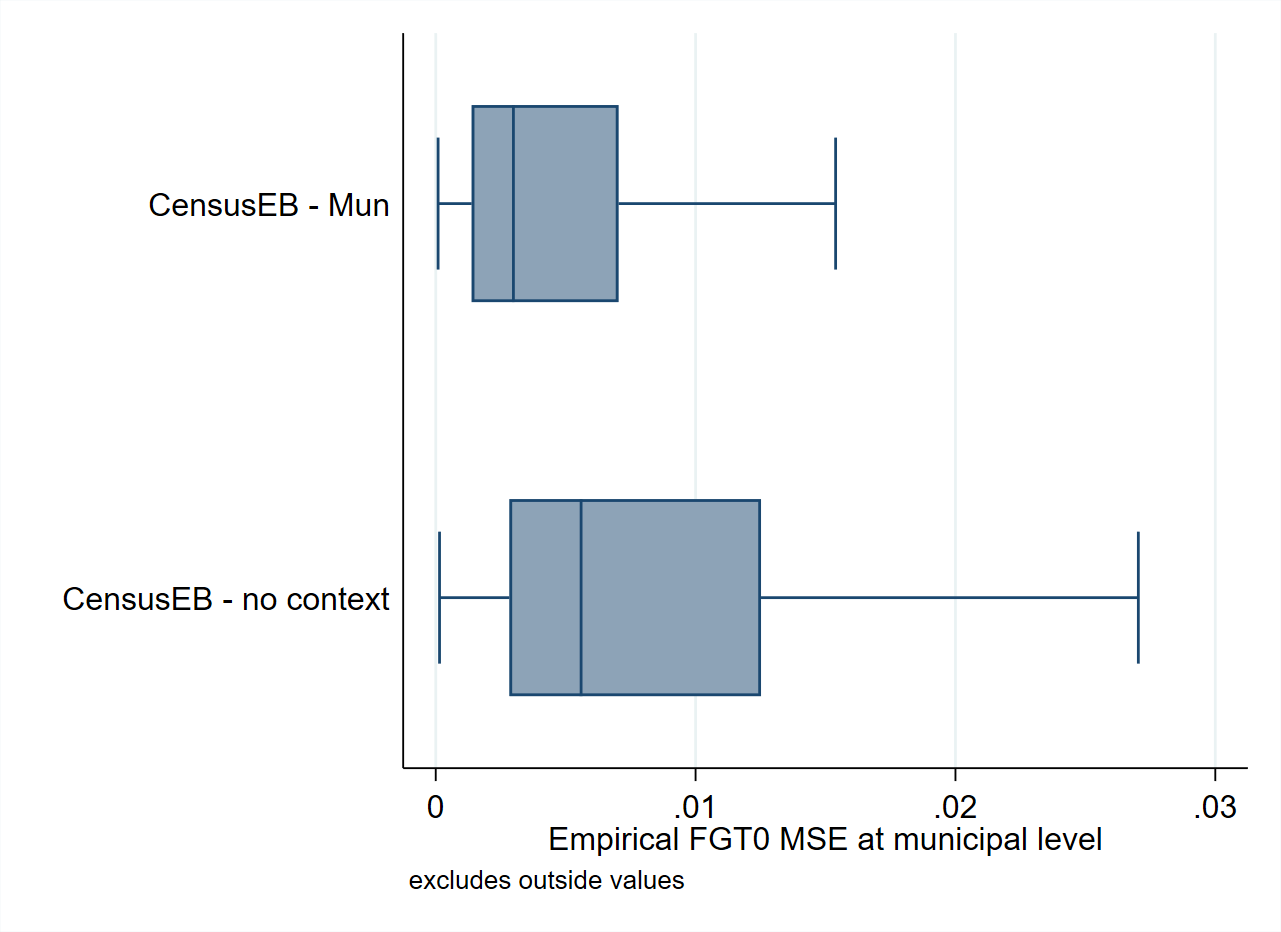 CensusEB - Mun
CensusEB - no context
0 .01 .02 .03
Empirical FGT0 MSE at municipal level
excludes outside values